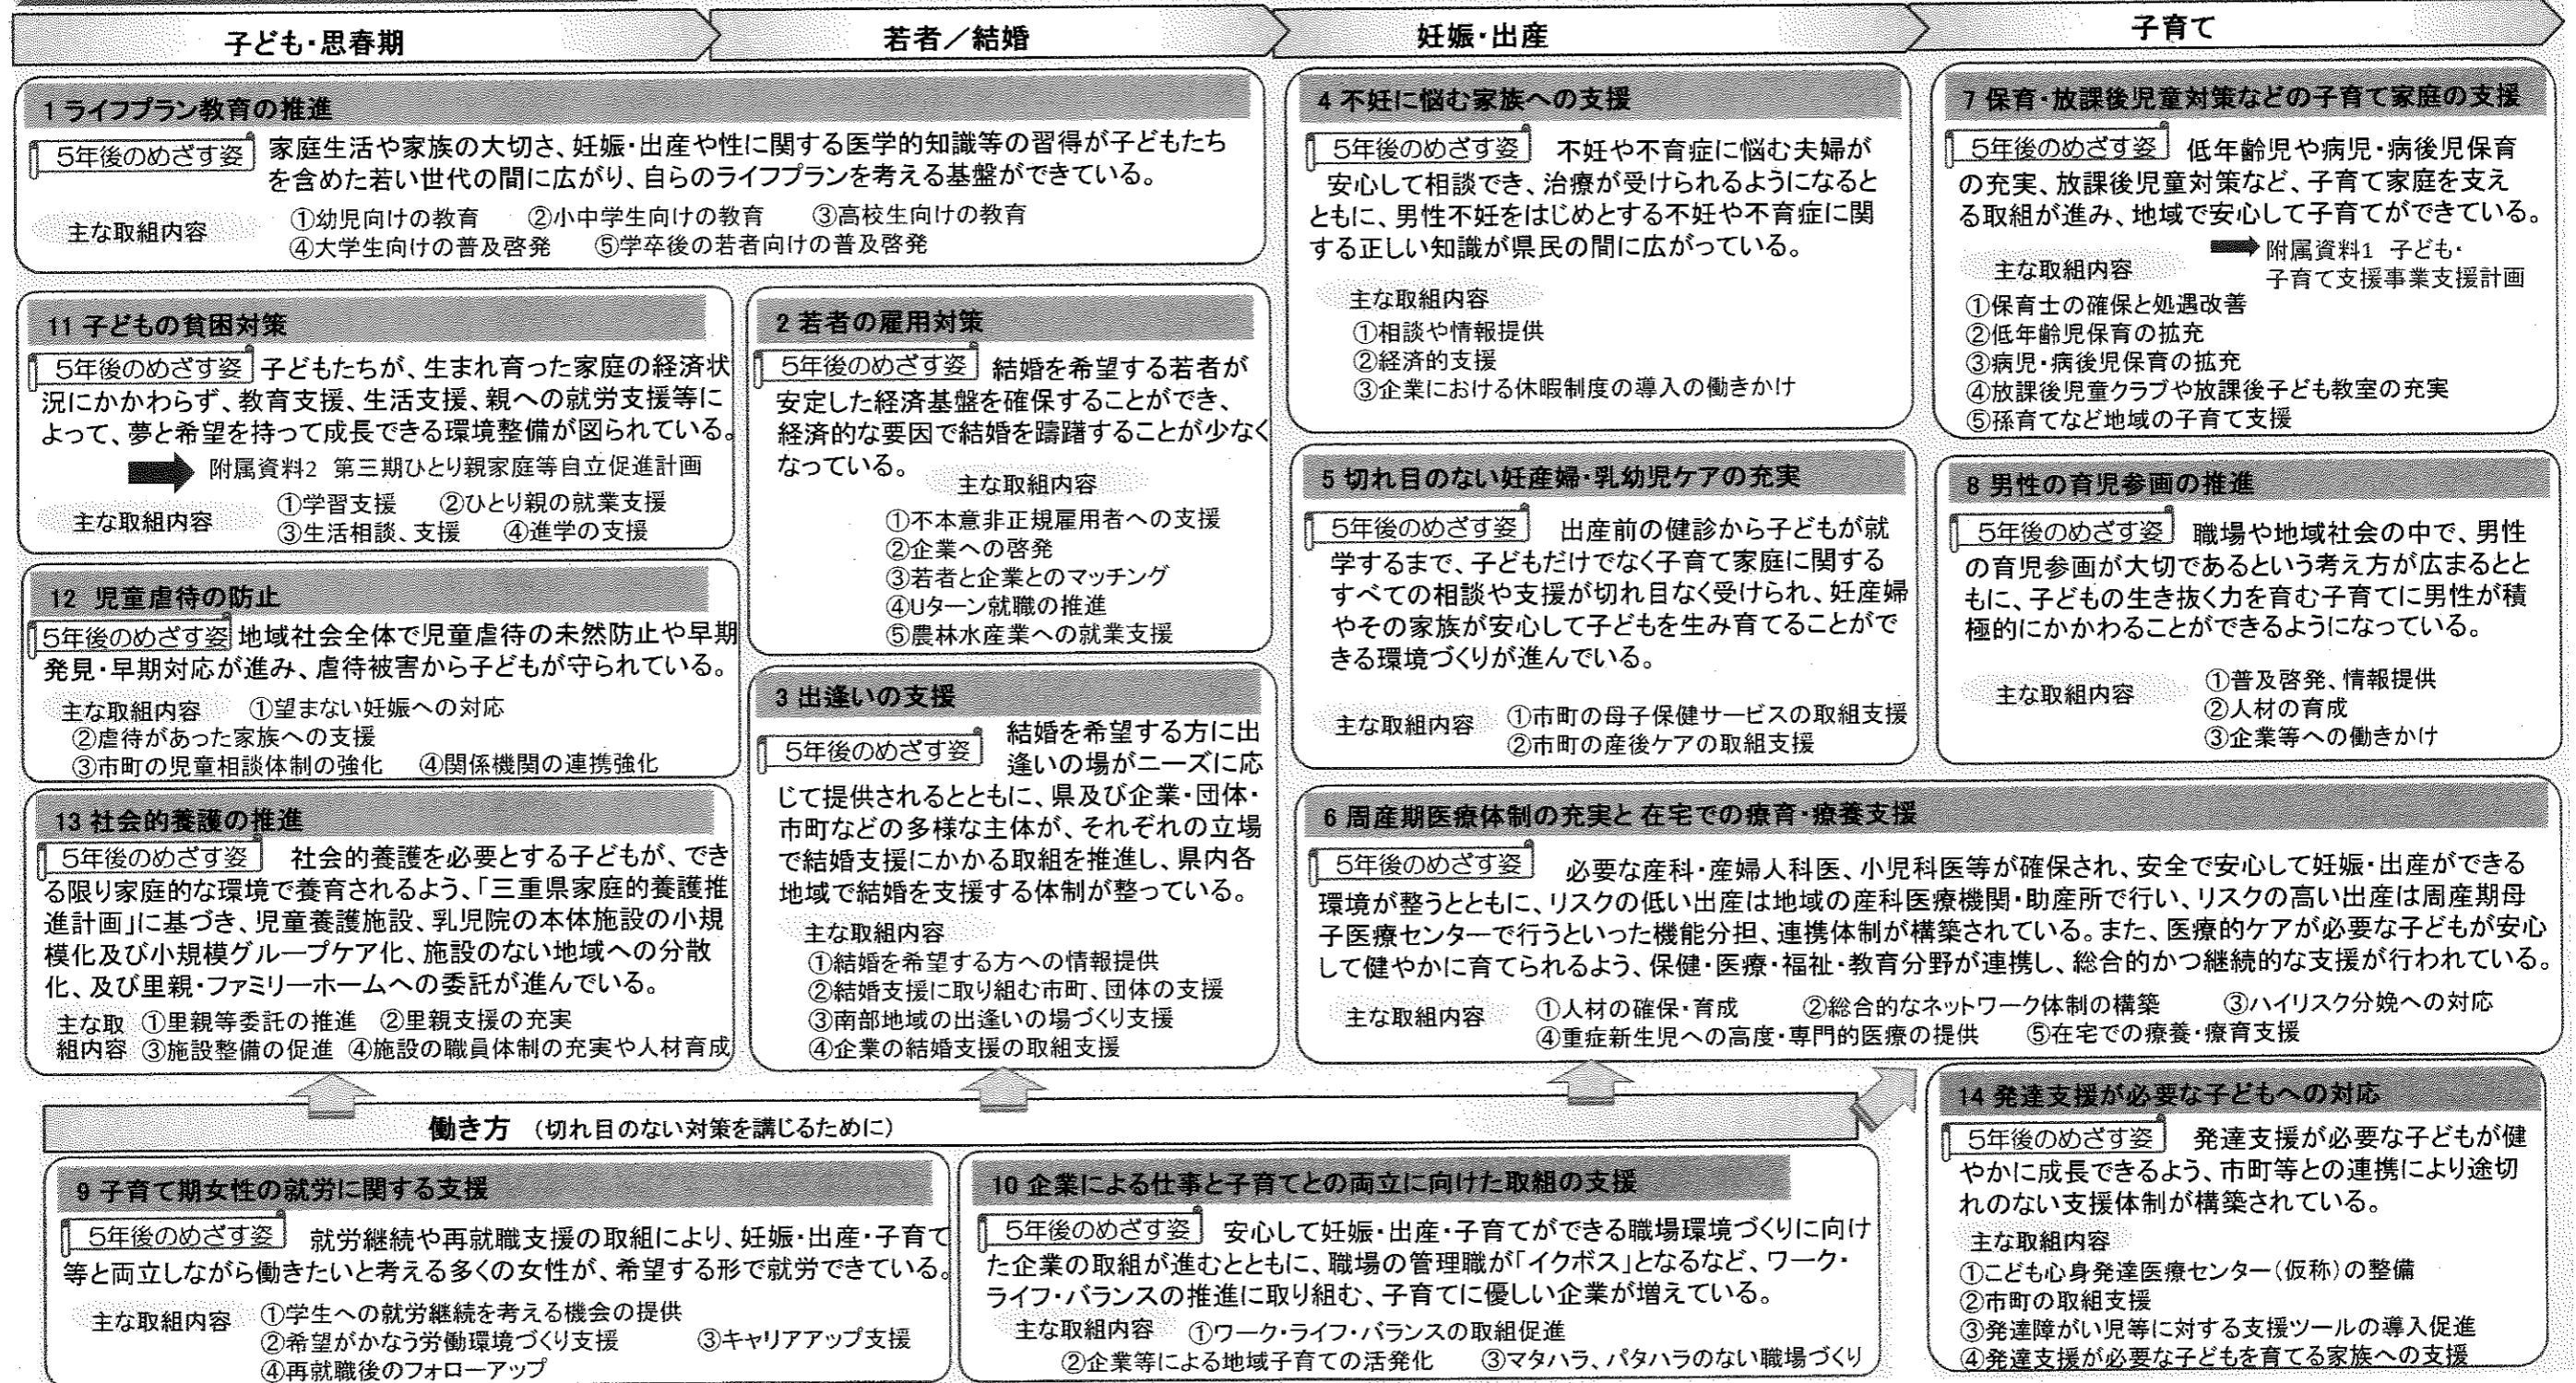 子ども・思春期
若者／結婚
妊娠・出産
子育て
1 ライフプラン教育の推進
5年後のめざす姿
家庭生活や家族の大切さ、妊娠・出産や性に関する医学的知識等の習得が子どもたち
を含めた若い世代の間に広がり、自らのライフプランを考える基盤ができている。
主な取組内容
①幼児向けの教育 ②小中学生向けの教育 ③高校生向けの教育
④大学生向けの普及啓発 ⑤学卒後の若者向けの普及啓発
11 子どもの貧困対策
5年後のめざす姿 子どもたちが、生まれ育った家庭の経済状
況にかかわらず、教育支援、生活支援、親への就労支援等に
よって、夢と希望を持って成長できる環境整備が図られている。
附属資料2 第三期ひとり親家庭等自立促進計画
主な取組内容
①学習支援 ②ひとり親の就業支援
③生活相談、支援 ④進学の支援
12 児童虐待の防止
5年後のめざす姿 地域社会全体で児童虐待の未然防止や早期
発見・早期対応が進み、虐待被害から子どもが守られている。
主な取組内容 ①望まない妊娠への対応
②虐待があった家族への支援
③市町の児童相談体制の強化 ④関係機関の連携強化
13 社会的養護の推進
5年後のめざす姿 社会的養護を必要とする子どもが、でき
る限り家庭的な環境で養育されるよう、「三重県家庭的養護推
進計画」に基づき、児童養護施設、乳児院の本体施設の小規
模化及び小規模グループケア化、施設のない地域への分散
化、及び里親・ファミリーホームへの委託が進んでいる。
主な取 ①里親等委託の推進 ②里親支援の充実
組内容 ③施設整備の促進 ④施設の職員体制の充実や人材育成
2 若者の雇用対策
5年後のめざす姿 結婚を希望する若者が
安定した経済基盤を確保することができ、
経済的な要因で結婚を躊躇することが少なく
なっている。
主な取組内容
①不本意非正規雇用者への支援
②企業への啓発
③若者と企業とのマッチング
④Uターン就職の推進
⑤農林水産業への就業支援
3 出逢いの支援
5年後のめざす姿 結婚を希望する方に出
逢いの場がニーズに応
じて提供されるとともに、県及び企業・団体・
市町などの多様な主体が、それぞれの立場
で結婚支援にかかる取組を推進し、県内各
地域で結婚を支援する体制が整っている。
主な取組内容
①結婚を希望する方への情報提供
②結婚支援に取り組む市町、団体の支援
③南部地域の出逢いの場づくり支援
④企業の結婚支援の取組支援
4 不妊に悩む家族への支援
5年後のめざす姿 不妊や不育症に悩む夫婦が
安心して相談でき、治療が受けられるようになると
ともに、男性不妊をはじめとする不妊や不育症に関
する正しい知識が県民の間に広がっている。
主な取組内容
①相談や情報提供
②経済的支援
③企業における休暇制度の導入の働きかけ
5 切れ目のない妊産婦・乳幼児ケアの充実
5年後のめざす姿 出産前の健診から子どもが就
学するまで、子どもだけでなく子育て家庭に関する
すべての相談や支援が切れ目なく受けられ、妊産婦
やその家族が安心して子どもを生み育てることがで
きる環境づくりが進んでいる。
主な取組内容
①市町の母子保健サービスの取組支援
②市町の産後ケアの取組支援
7 保育・放課後児童対策などの子育て家庭の支援
5年後のめざす姿 低年齢児や病児・病後児保育
の充実、放課後児童対策など、子育て家庭を支え
る取組が進み、地域で安心して子育てができている。
附属資料1 子ども・
子育て支援事業支援計画
主な取組内容
①保育士の確保と処遇改善
②低年齢児保育の拡充
③病児・病後児保育の拡充
④放課後児童クラブや放課後子ども教室の充実
⑤孫育てなど地域の子育て支援
8 男性の育児参画の推進
5年後のめざす姿 職場や地域社会の中で、男性
の育児参画が大切であるという考え方が広まるとと
もに、子どもの生き抜く力を育む子育てに男性が積
極的にかかわることができるようになっている。
主な取組内容
①普及啓発、情報提供
②人材の育成
③企業等への働きかけ
6 周産期医療体制の充実と在宅での療育・療養支援
5年後のめざす姿 必要な産科・産婦人科医、小児科医等が確保され、安全で安心して妊娠・出産ができる
環境が整うとともに、リスクの低い出産は地域の産科医療機関・助産所で行い、リスクの高い出産は周産期母
子医療センターで行うといった機能分担、連携体制が構築されている。また、医療的ケアが必要な子どもが安心
して健やかに育てられるよう、保健・医療・福祉・教育分野が連携し、総合的かつ継続的な支援が行われている。
主な取組内容
①人材の確保・育成 ②総合的なネットワーク体制の構築 ③ハイリスク分娩への対応
④重症新生児への高度・専門的医療の提供 ⑤在宅での療養・療育支援
働き方 （切れ目のない対策を講じるために）
9 子育て期女性の就労に関する支援
5年後のめざす姿 就労継続や再就職支援の取組により、妊娠・出産・子育て
等と両立しながら働きたいと考える多くの女性が、希望する形で就労できている。
主な取組内容
①学生への就労継続を考える機会の提供
②希望がかなう労働環境づくり支援 ③キャリアアップ支援
④再就職後のフォローアップ
10 企業による仕事と子育てとの両立に向けた取組の支援
5年後のめざす姿 安心して妊娠・出産・子育てができる職場環境づくりに向け
た企業の取組が進むとともに、職場の管理職が「イクボス」となるなど、ワーク・
ライフ・バランスの推進に取り組む、子育てに優しい企業が増えている。
主な取組内容 ①ワーク・ライフ・バランスの取組促進
②企業等による地域子育ての活発化 ③マタハラ、パタハラのない職場づくり
14 発達支援が必要な子どもへの対応
5年後のめざす姿 発達支援が必要な子どもが健
やかに成長できるよう、市町等との連携により途切
れのない支援体制が構築されている。
主な取組内容
①こども心身発達医療センター（仮称）の整備
②市町の取組支援
③発達障がい児等に対する支援ツールの導入促進
④発達支援が必要な子どもを育てる家族への支援